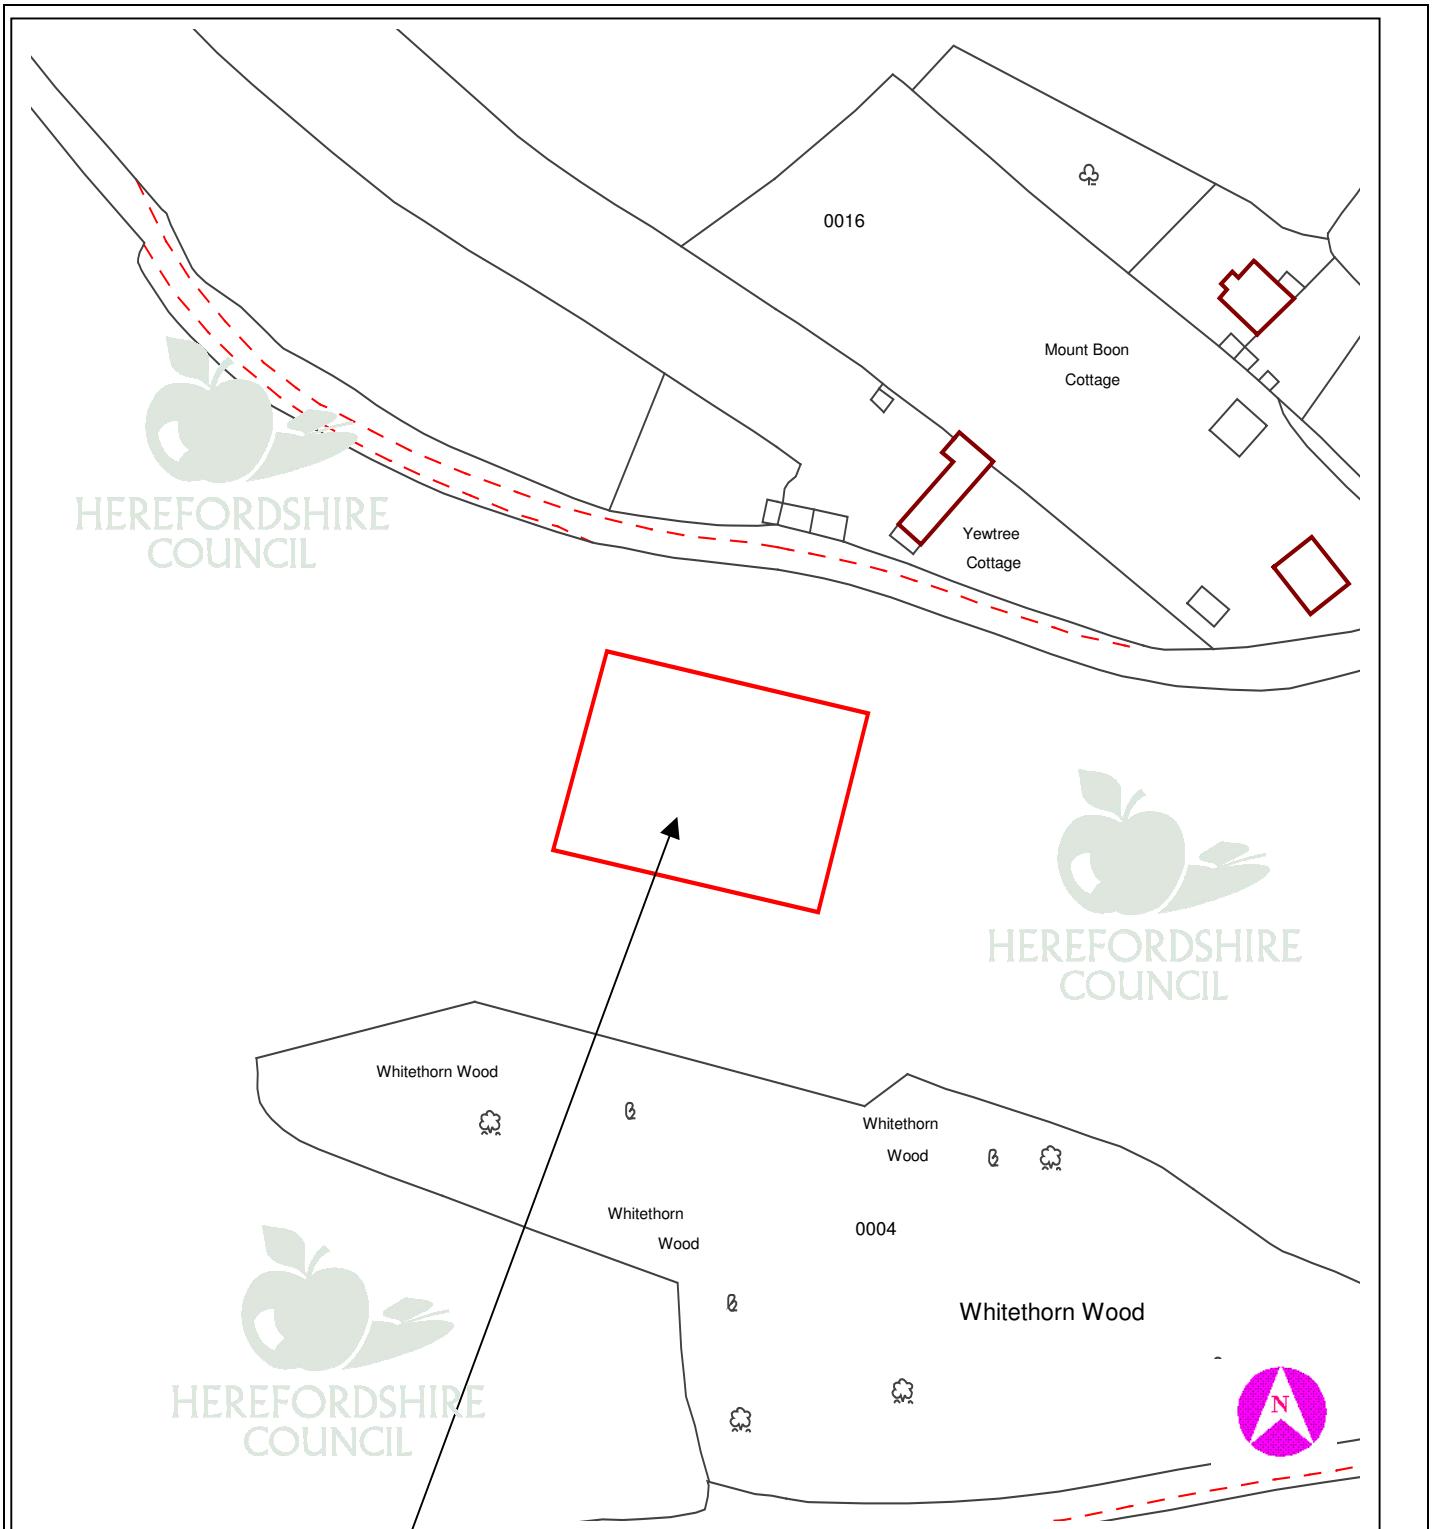 0016
Mount Boon
Cottage
Yewtree
Cottage
HEREFORDSHIRE
COUNCIL
HEREFORDSHIRE
COUNCIL
Whitethorn Wood
Whitethorn
Wood
Whitethorn
Wood
0004
Whitethorn Wood
HEREFORDSHIRE
COUNCIL
N